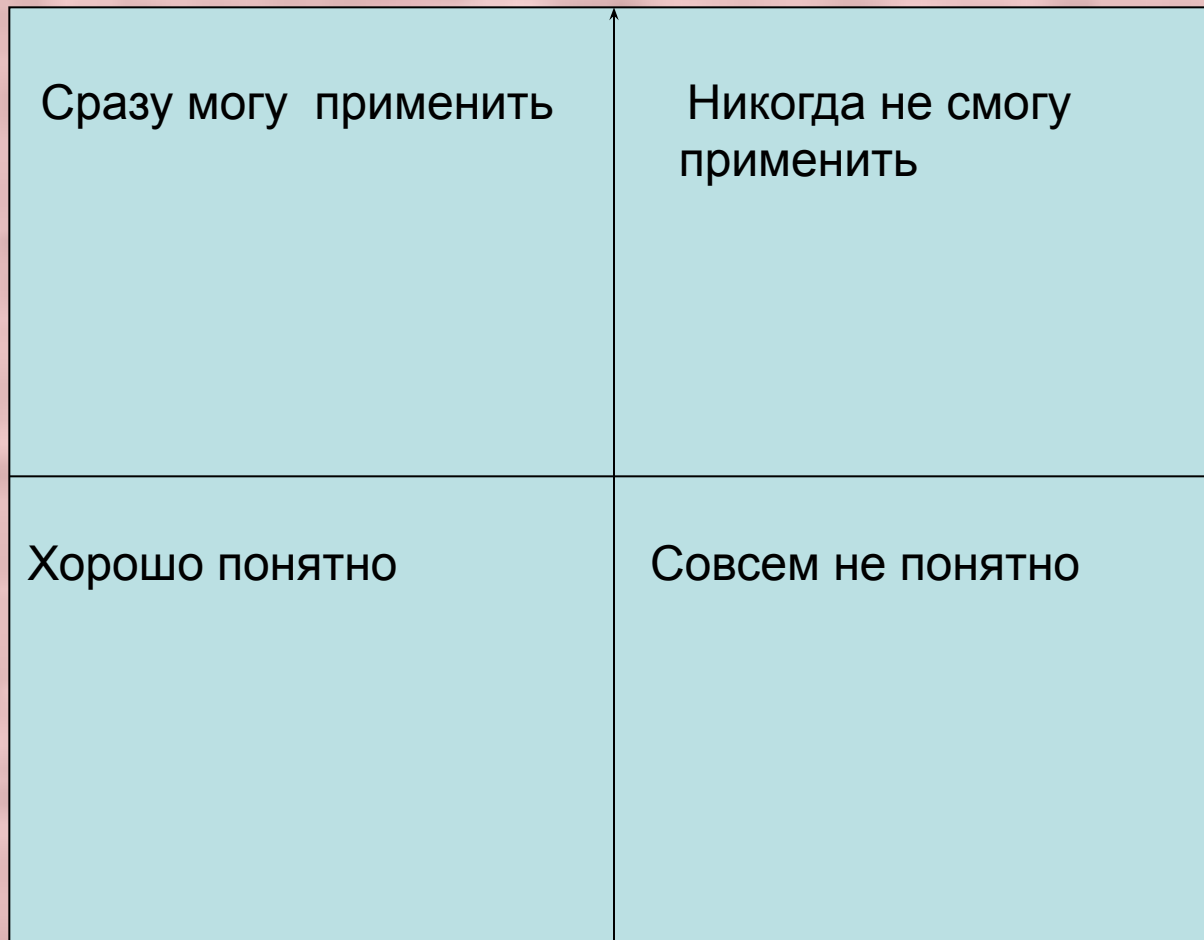 Сразу могу применить
Никогда не смогу
применить
Хорошо понятно
Совсем не понятно